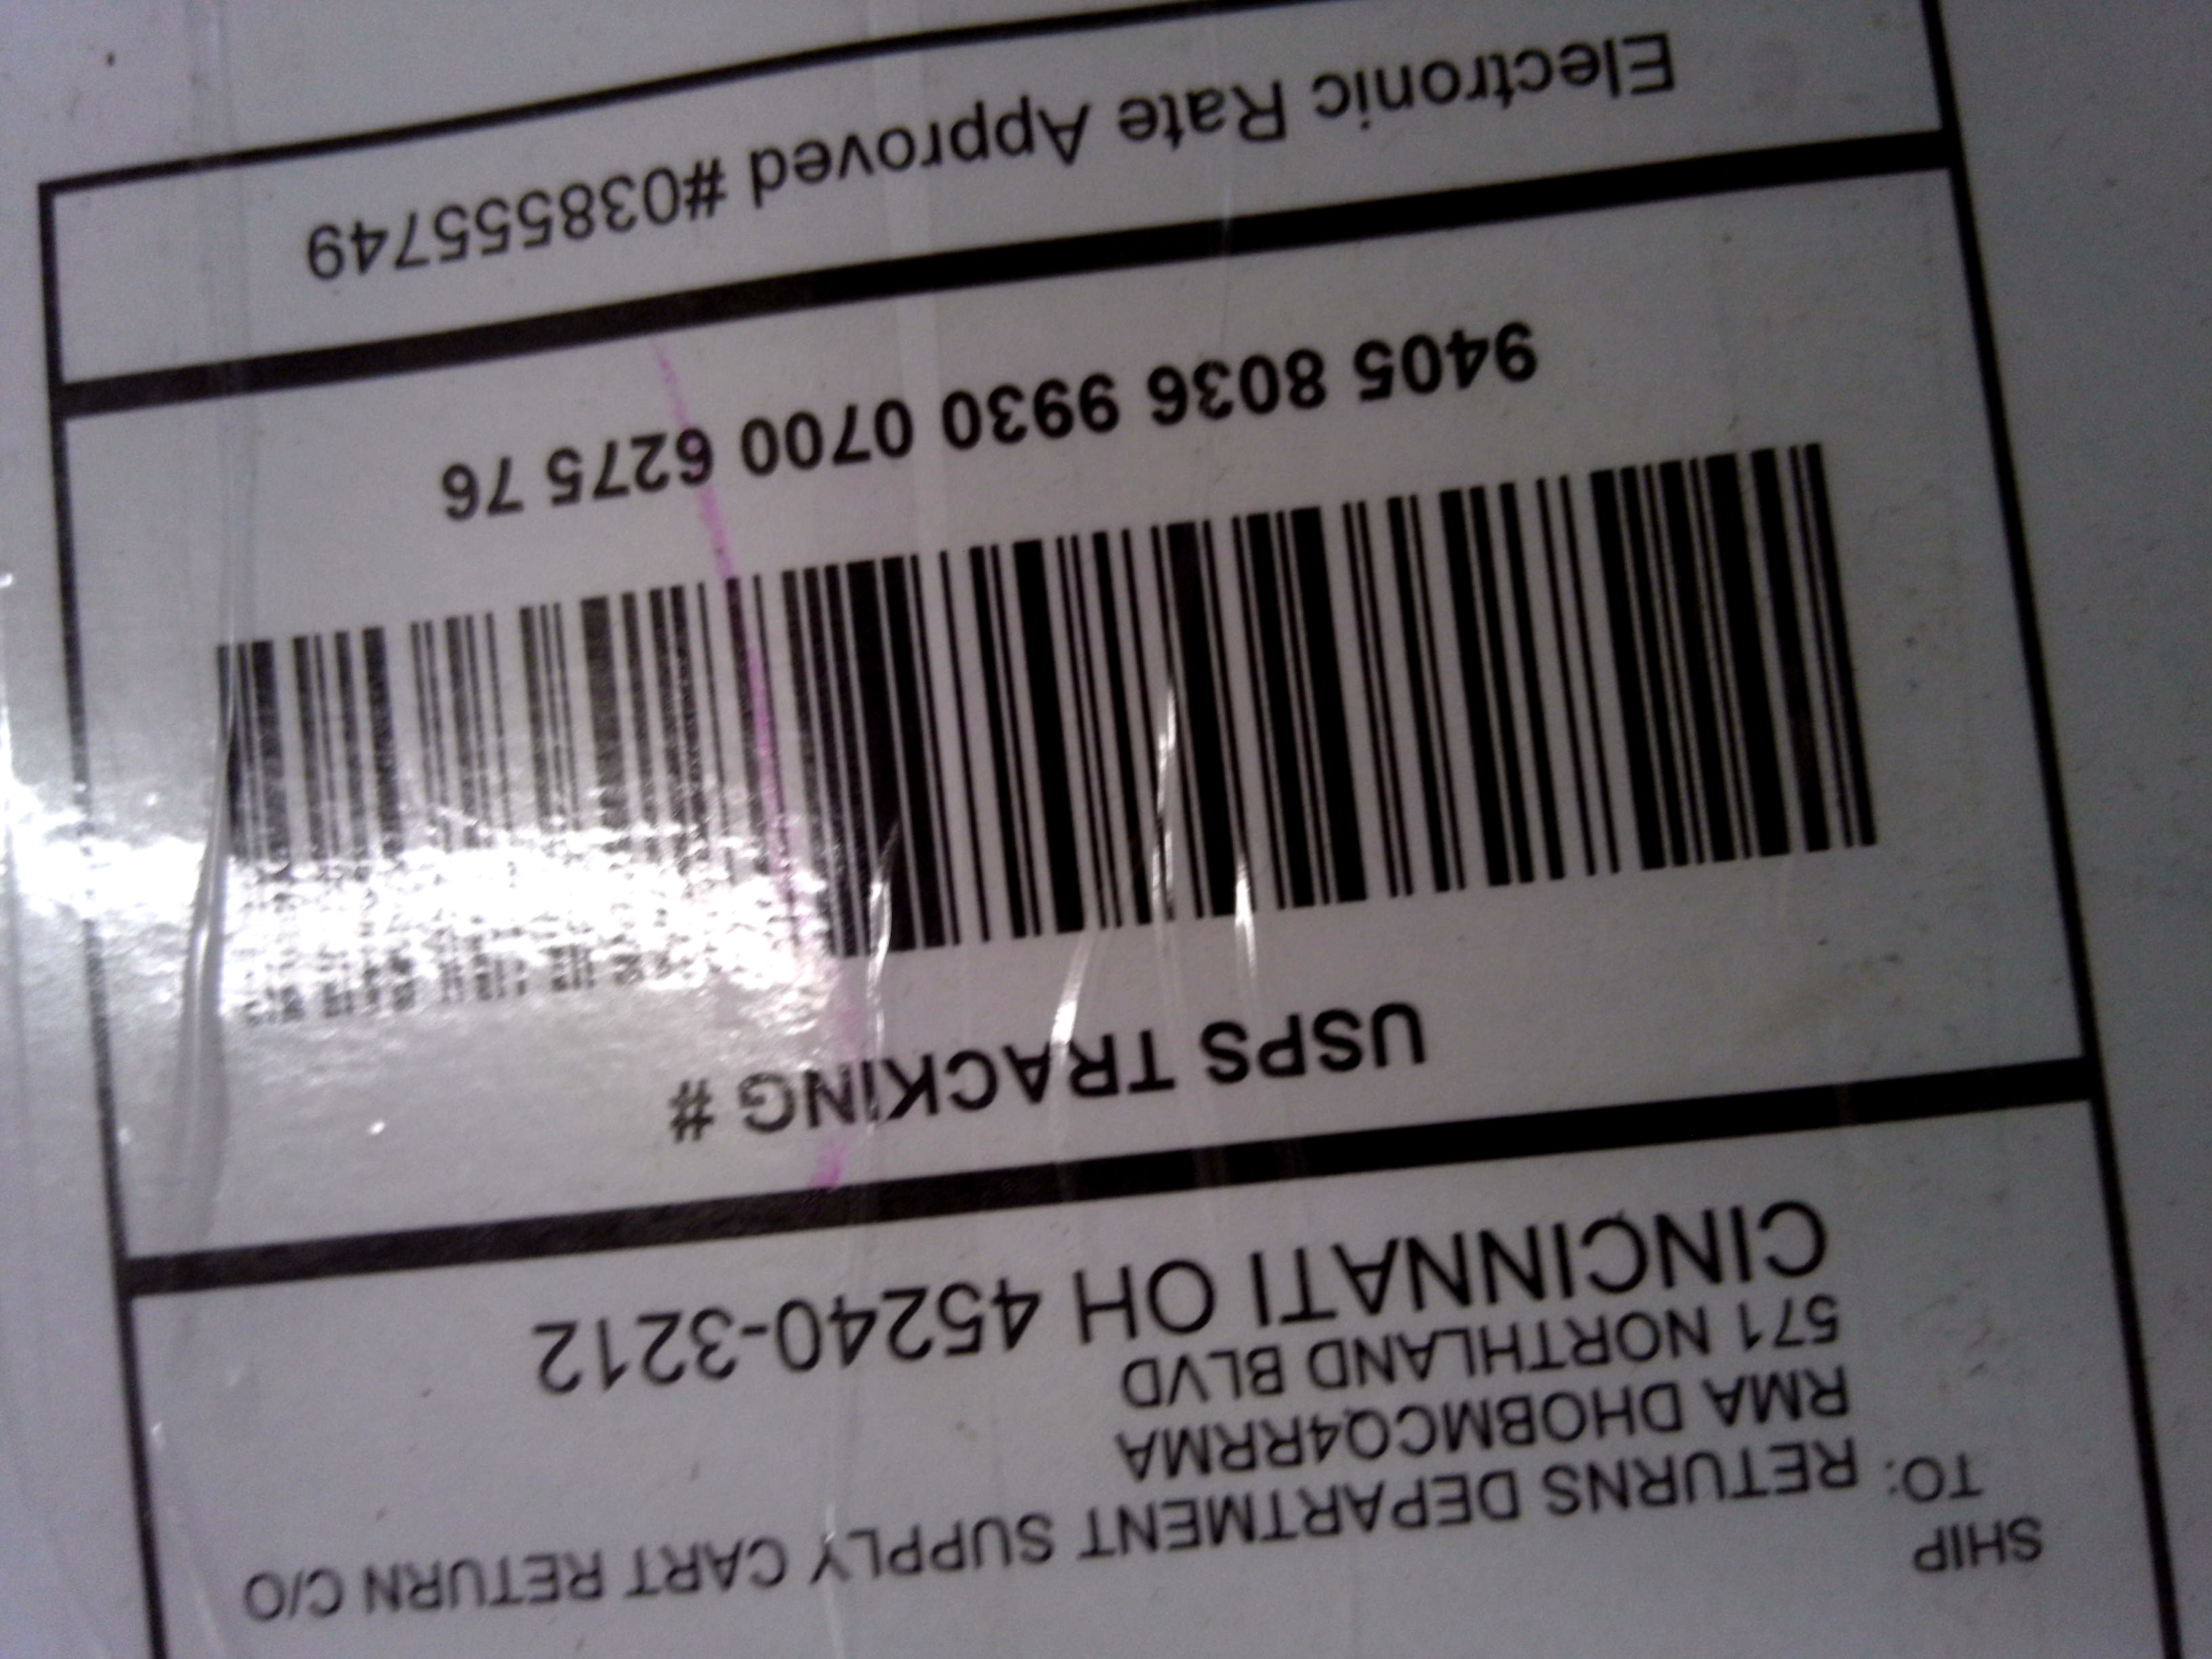 SHIP
TO: RETURNS DEPARTMENT SUPPLY CART RETURN C/O
RMA DHOBMCQ4RRMA
571 NORTHLAND BLVD
CINCINNATI OH 45240-3212
USPS TRACKING #
9405 8036 9930 0700 6275 76
Electronic Rate Approved #038555749